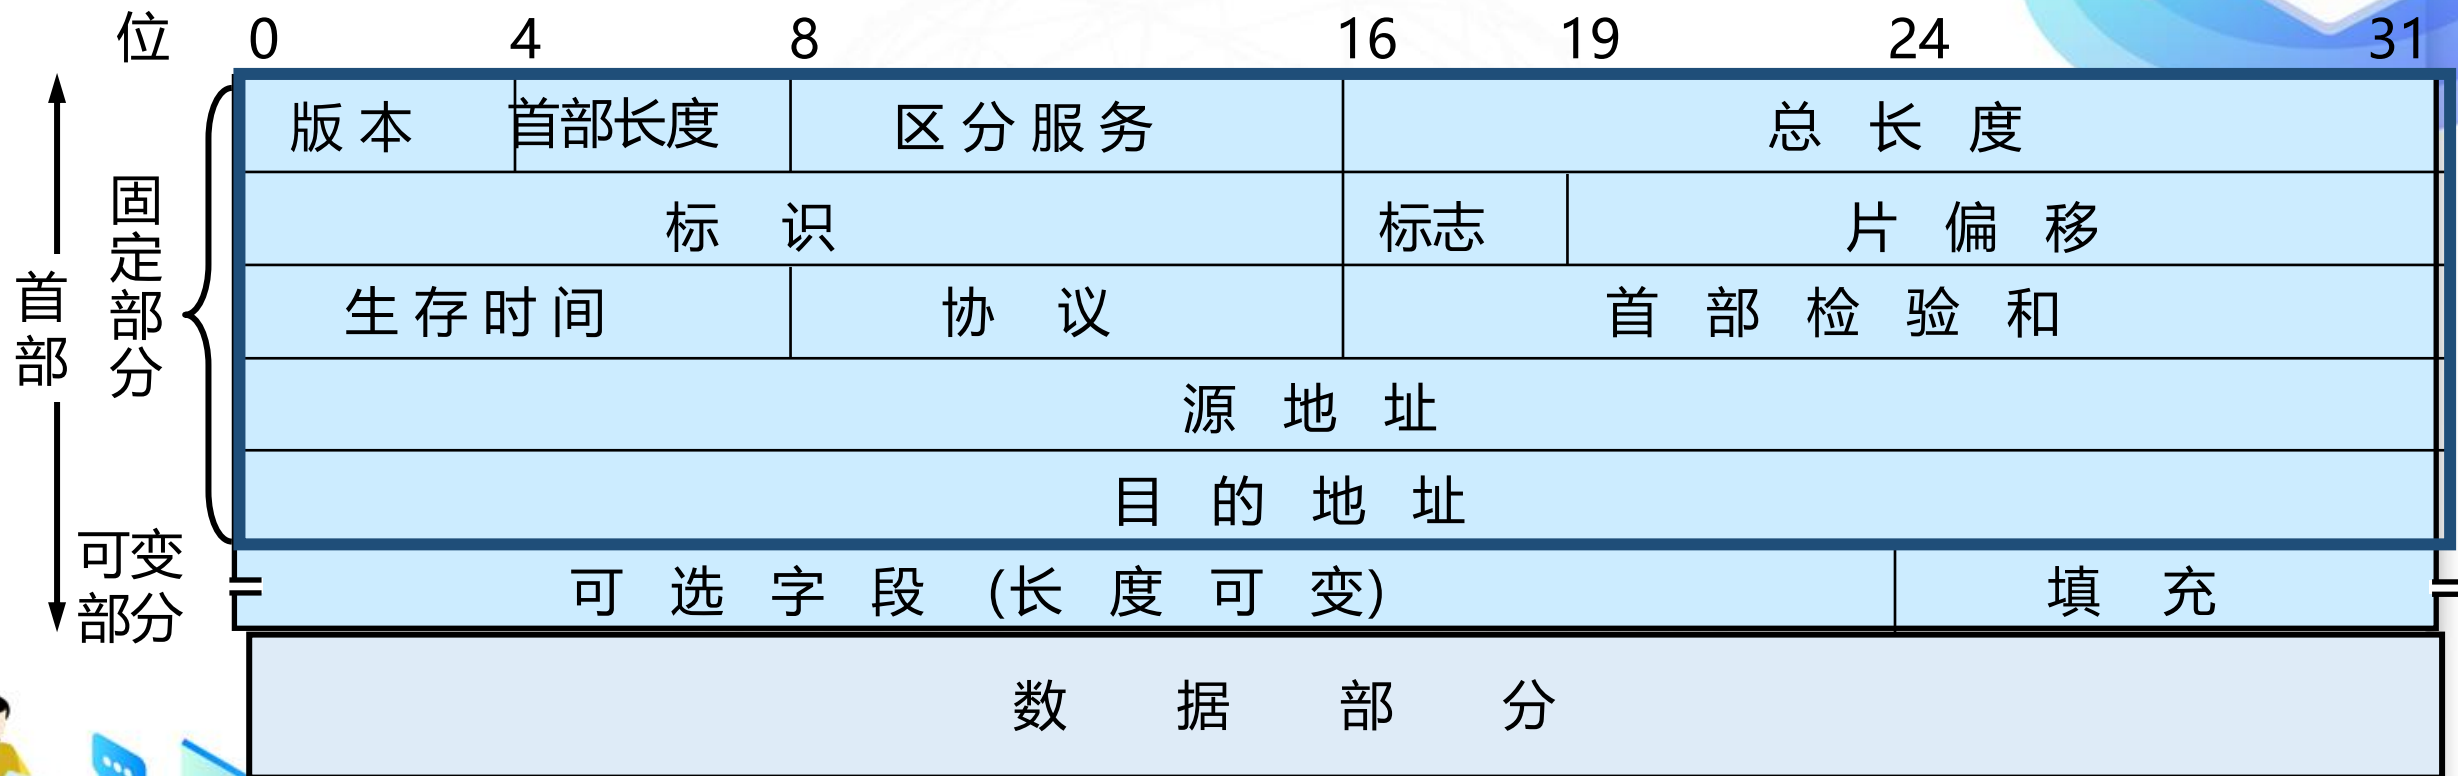 位 0 4 8 16 19 24 31
版本 首部长度 区分服务 总长度
标识 标志 片偏移
生存时间 协议 首部检验和
源地址
目的地址
可选字段 (长度可变) 填充
数据部分
首部
固定部分
可变
部分